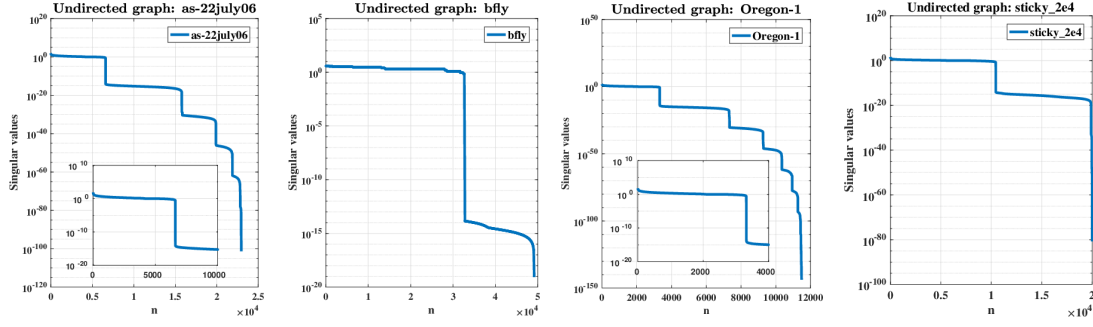 Undirected graph: as-22july06
10^20
10^0
10^-20
10^-40
10^-60
10^-80
10^-100
10^-120
Singular values
as-22july06
10^10
10^0
10^-10
10^-20
0 5000 10000
0 0.5 1 1.5 2 2.5
n
×10^4
Undirected graph: bfly
10^5
10^0
10^-5
10^-10
10^-15
10^-20
Singular values
bfly
0 1 2 3 4 5
n
×10^4
Undirected graph: Oregon-1
10^50
10^0
10^-50
10^-100
10^-150
Singular values
Oregon-1
10^10
10^0
10^-10
10^-20
0 2000 4000
0 2000 4000 6000 8000 10000 12000
n
Undirected graph: sticky_2e4
10^20
10^0
10^-20
10^-40
10^-60
10^-80
10^-100
Singular values
sticky_2e4
0 0.5 1 1.5 2
n
×10^4